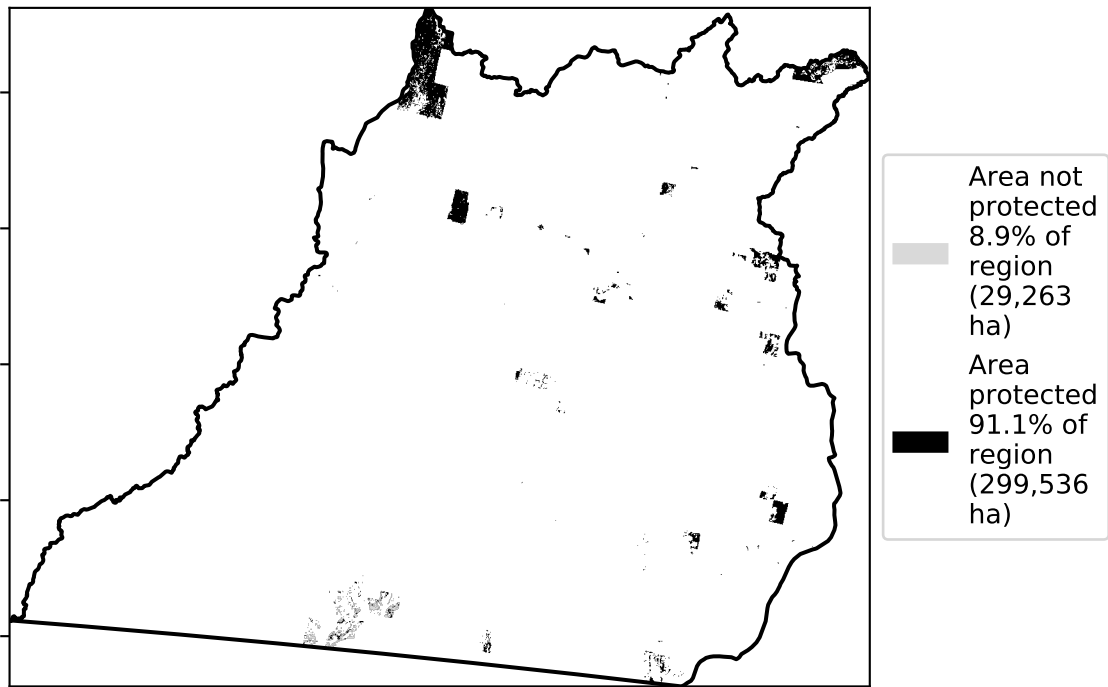 Area not
protected
8.9% of
region
(29,263
ha)
Area
protected
91.1% of
region
(299,536
ha)